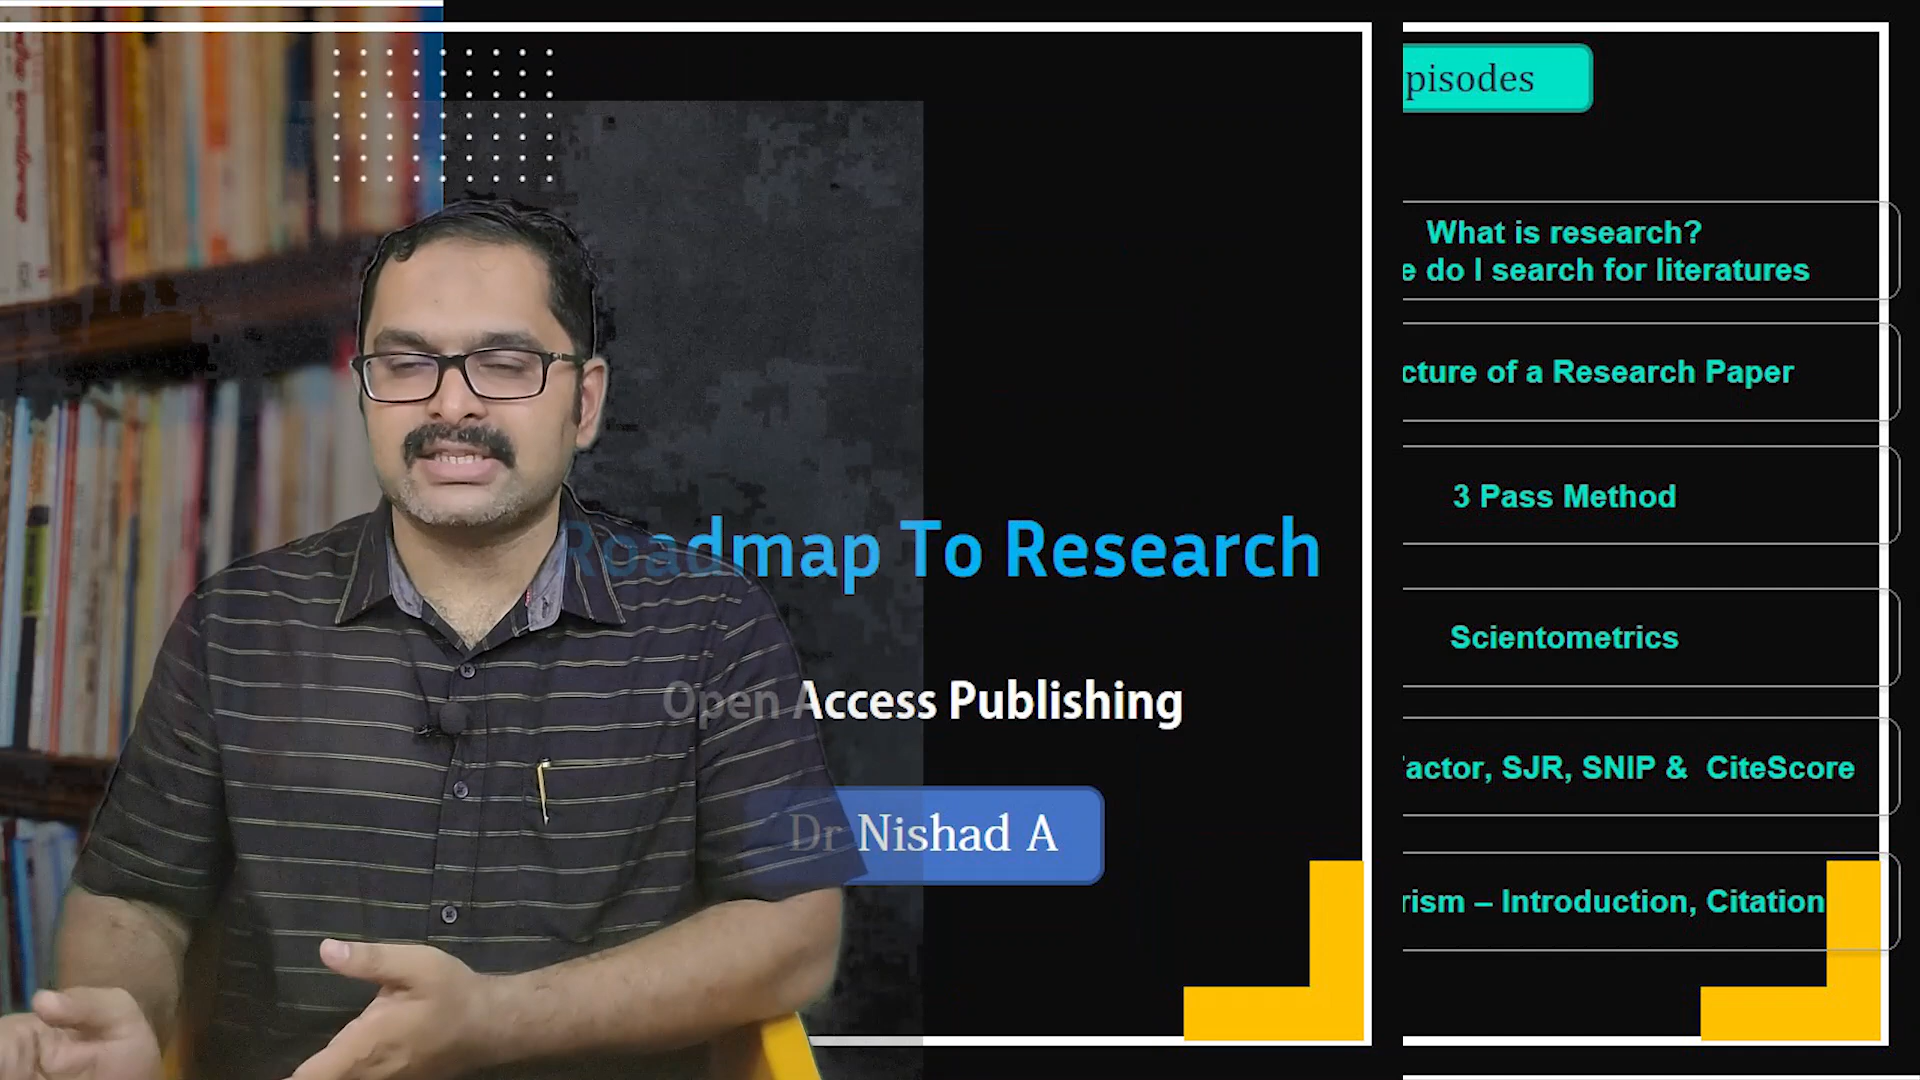 Roadmap To Research
Open Access Publishing
Dr Nishad A
pisodes
What is research?
e do I search for literatures
cture of a Research Paper
3 Pass Method
Scientometrics
actor, SJR, SNIP & CiteScore
rism – Introduction, Citation